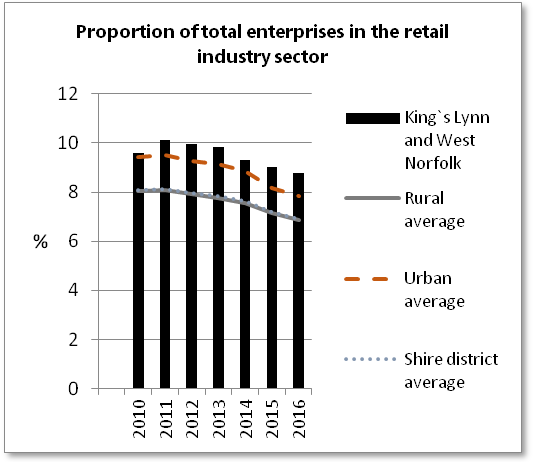 Proportion of total enterprises in the retail
industry sector
12
10
8
6
4
2
0
%
2010
2011
2012
2013
2014
2015
2016
King`s Lynn
and West
Norfolk
Rural
average
Urban
average
Shire district
average